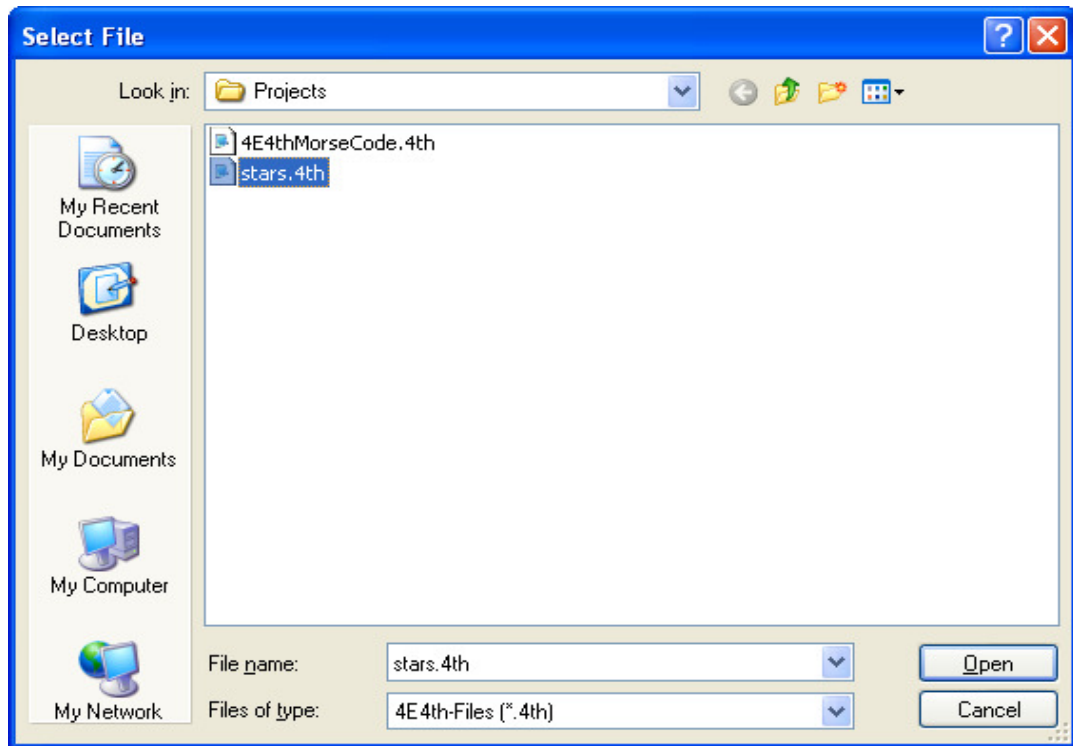 Select File
Look in: Projects
4E4thMorseCode.4th
stars.4th
My Recent
Documents
Desktop
My Documents
My Computer
My Network
File name: stars.4th Open
Files of type: 4E4th-Files (*.4th) Cancel